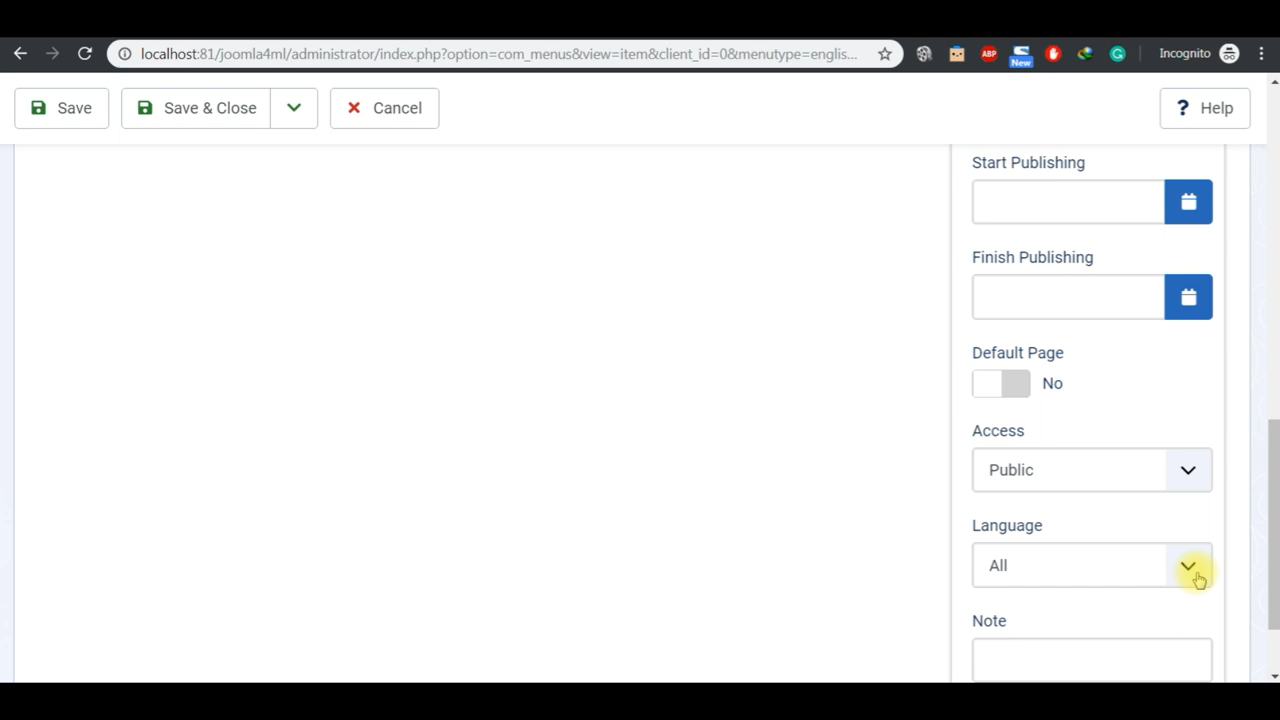 localhost:81/joomla4ml/administrator/index.php?option=com_menus&view=item&client_id=0&menutype=englis...
ABP
New
Incognito
Save
Save & Close
Cancel
? Help
Start Publishing
Finish Publishing
Default Page
No
Access
Public
Language
All
Note